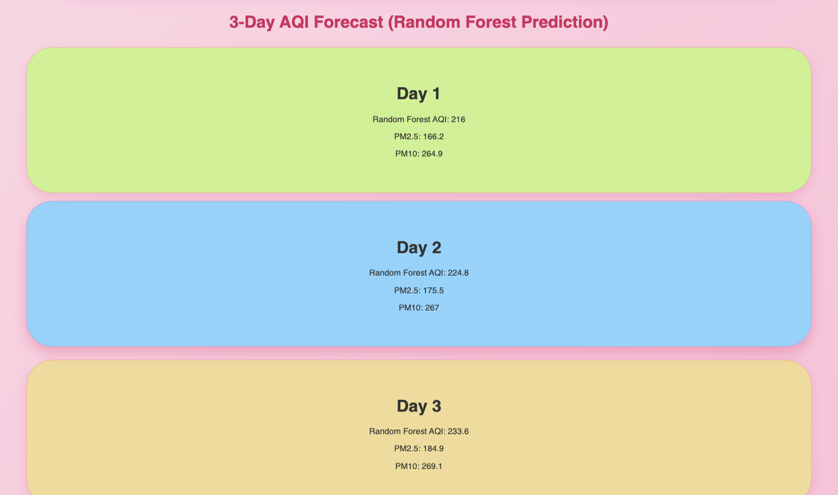 3-Day AQI Forecast (Random Forest Prediction)
Day 1
Random Forest AQI: 216
PM2.5: 166.2
PM10: 264.9
Day 2
Random Forest AQI: 224.8
PM2.5: 175.5
PM10: 267
Day 3
Random Forest AQI: 233.6
PM2.5: 184.9
PM10: 269.1